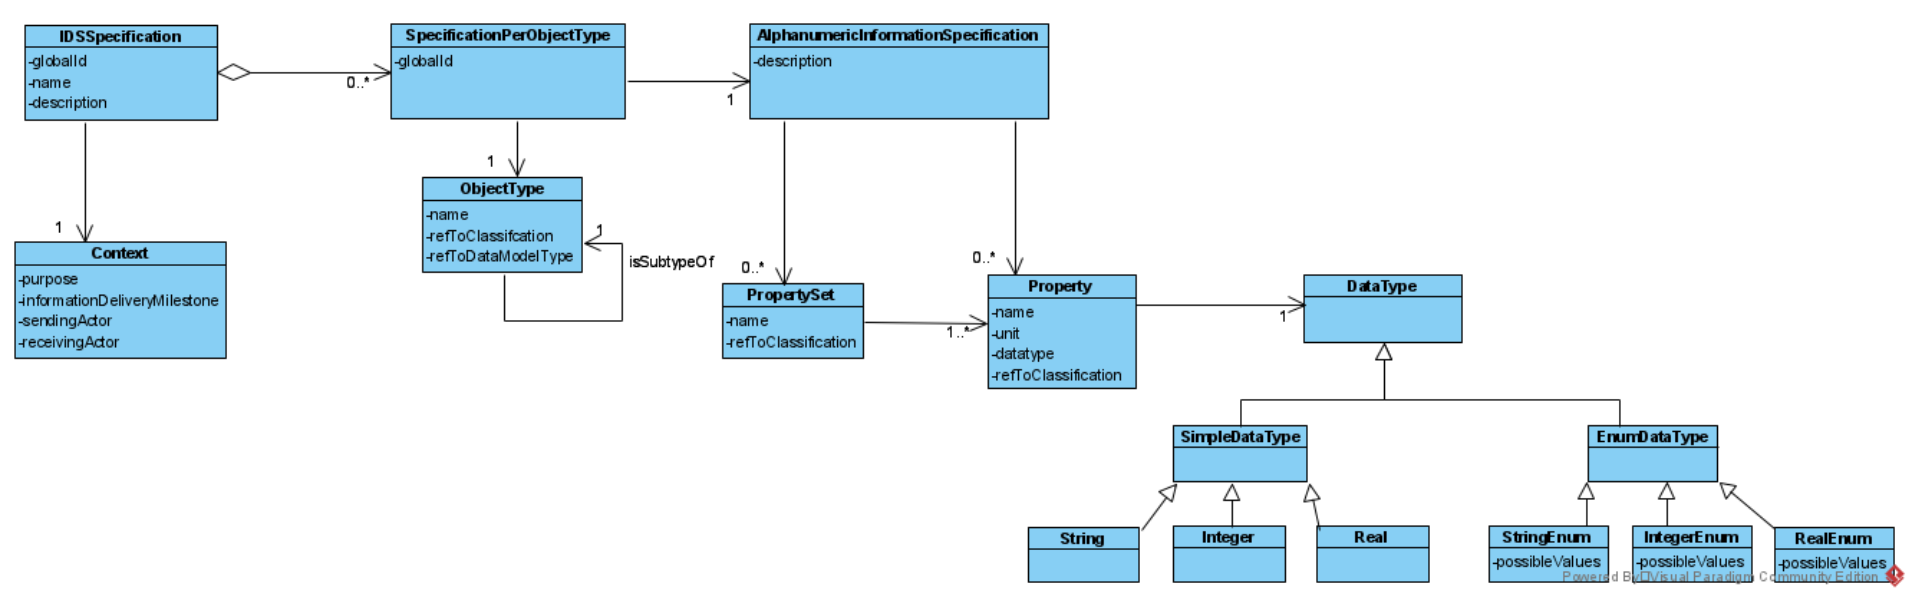 IDSSpecification
-globalId
-name
-description
0..*
SpecificationPerObjectType
-globalId
1
AlphanumericInformationSpecification
-description
1
Context
-purpose
-informationDeliveryMilestone
-sendingActor
-receivingActor
1
ObjectType
-name
-refToClassifcation
-refToDataModelType
1
isSubtypeOf
0..*
PropertySet
-name
-refToClassification
1..*
0..*
Property
-name
-unit
-datatype
-refToClassification
1
DataType
SimpleDataType
EnumDataType
String
Integer
Real
StringEnum
-possibleValues
IntegerEnum
-possibleValues
RealEnum
-possibleValues
Powered By Visual Paradigm Community Edition